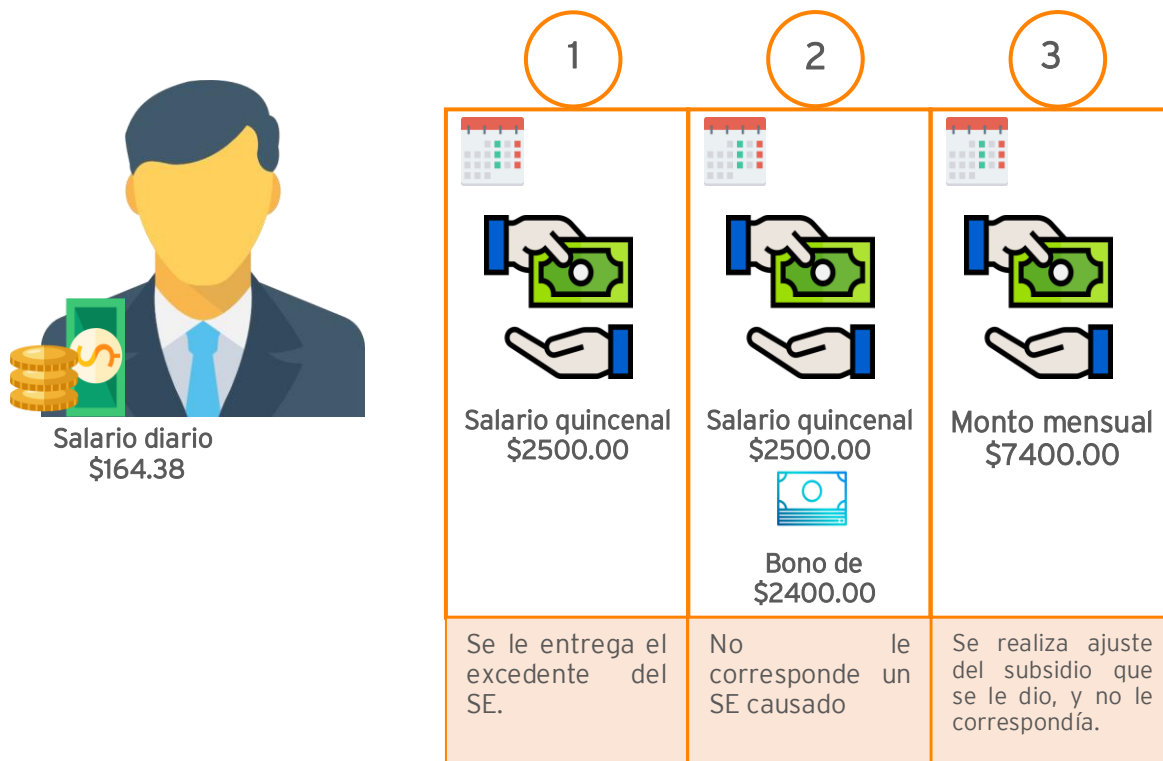 1
2
3
Salario diario
$164.38
Salario quincenal
$2500.00
Salario quincenal
$2500.00
Bono de
$2400.00
Monto mensual
$7400.00
Se le entrega el
excedente del
SE.
No le
corresponde un
SE causado
Se realiza ajuste
del subsidio que
se le dio, y no le
correspondía.